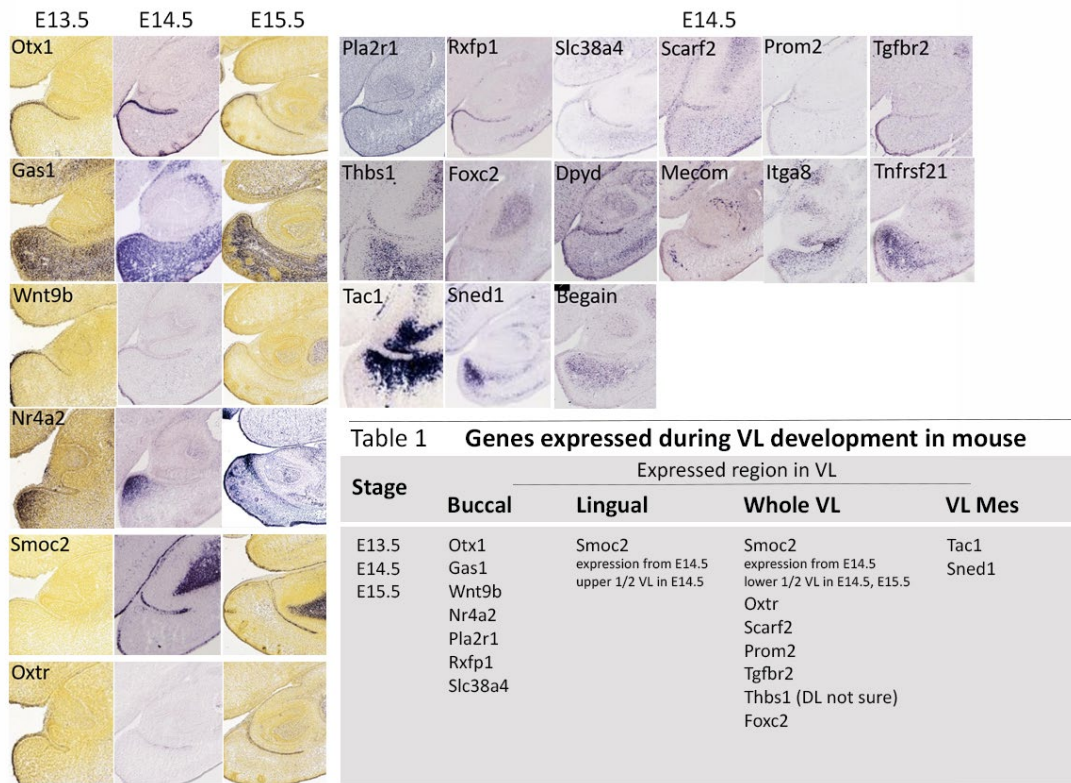 E13.5 E14.5 E15.5 E14.5
Otx1
Pla2r1 Rxfp1 Slc38a4 Scarf2 Prom2 Tgfbr2
Gas1
Thbs1 Foxc2 Dpyd Mecom Itga8 Tnfrsf21
Wnt9b
Tac1 Sned1 Begain
Nr4a2
Smoc2
Oxtr
Table 1 Genes expressed during VL development in mouse
Expressed region in VL
Stage
Buccal Lingual Whole VL VL Mes
E13.5 Otx1 Smoc2 Smoc2 Tac1
E14.5 Gas1 expression from E14.5 expression from E14.5 Sned1
E15.5 Wnt9b upper 1/2 VL in E14.5 lower 1/2 VL in E14.5, E15.5
Nr4a2 Oxtr
Pla2r1 Scarf2
Rxfp1 Prom2
Slc38a4 Tgfbr2
Thbs1 (DL not sure)
Foxc2